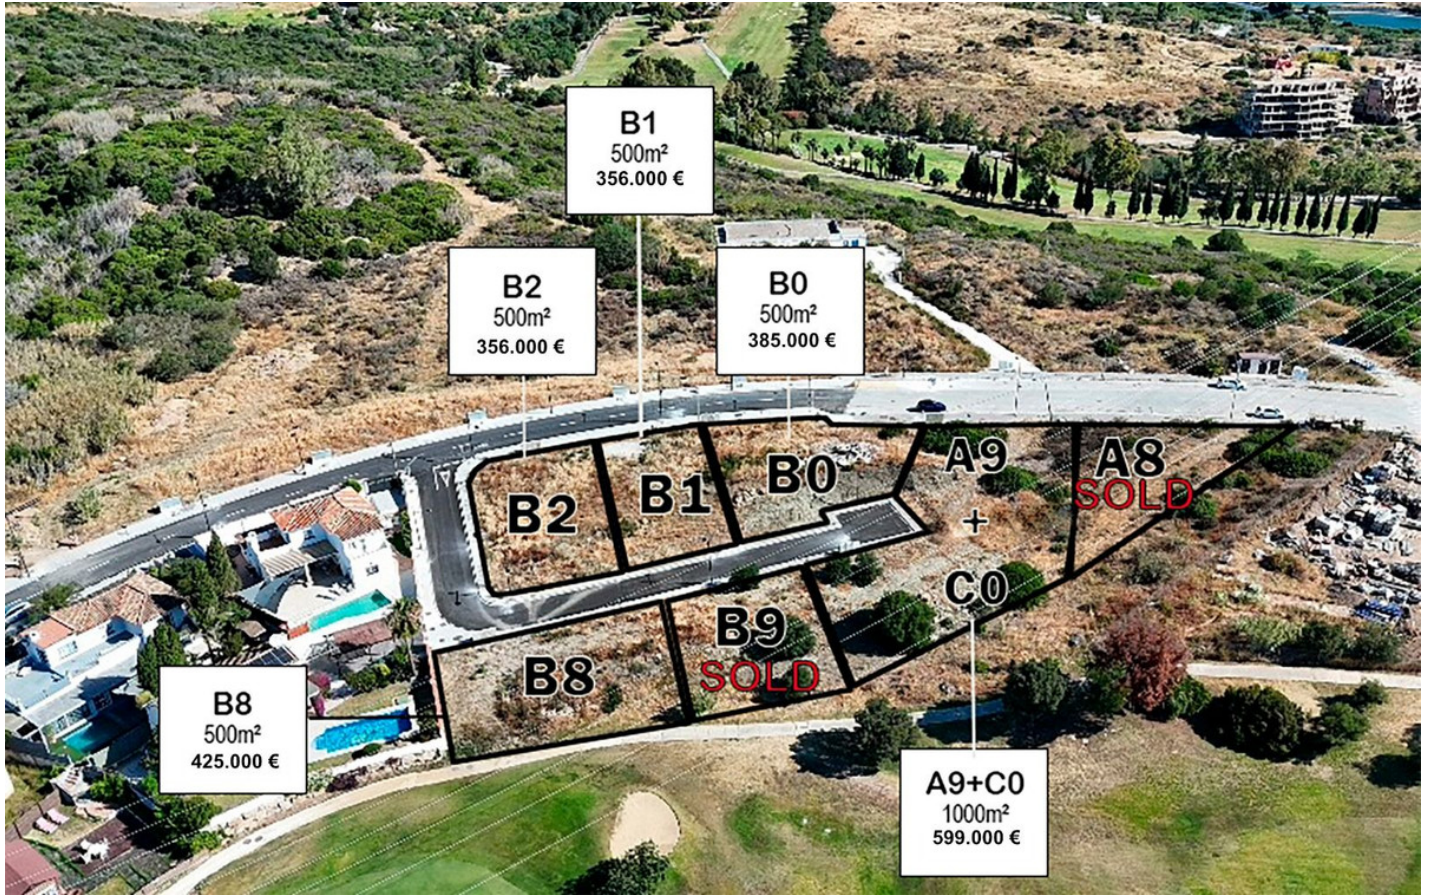 B1
500m²
356.000 €
B2
500m²
356.000 €
B0
500m²
385.000 €
A9
+
C0
A8
SOLD
B0
B1
B2
B9
SOLD
B8
B8
500m²
425.000 €
A9+C0
1000m²
599.000 €